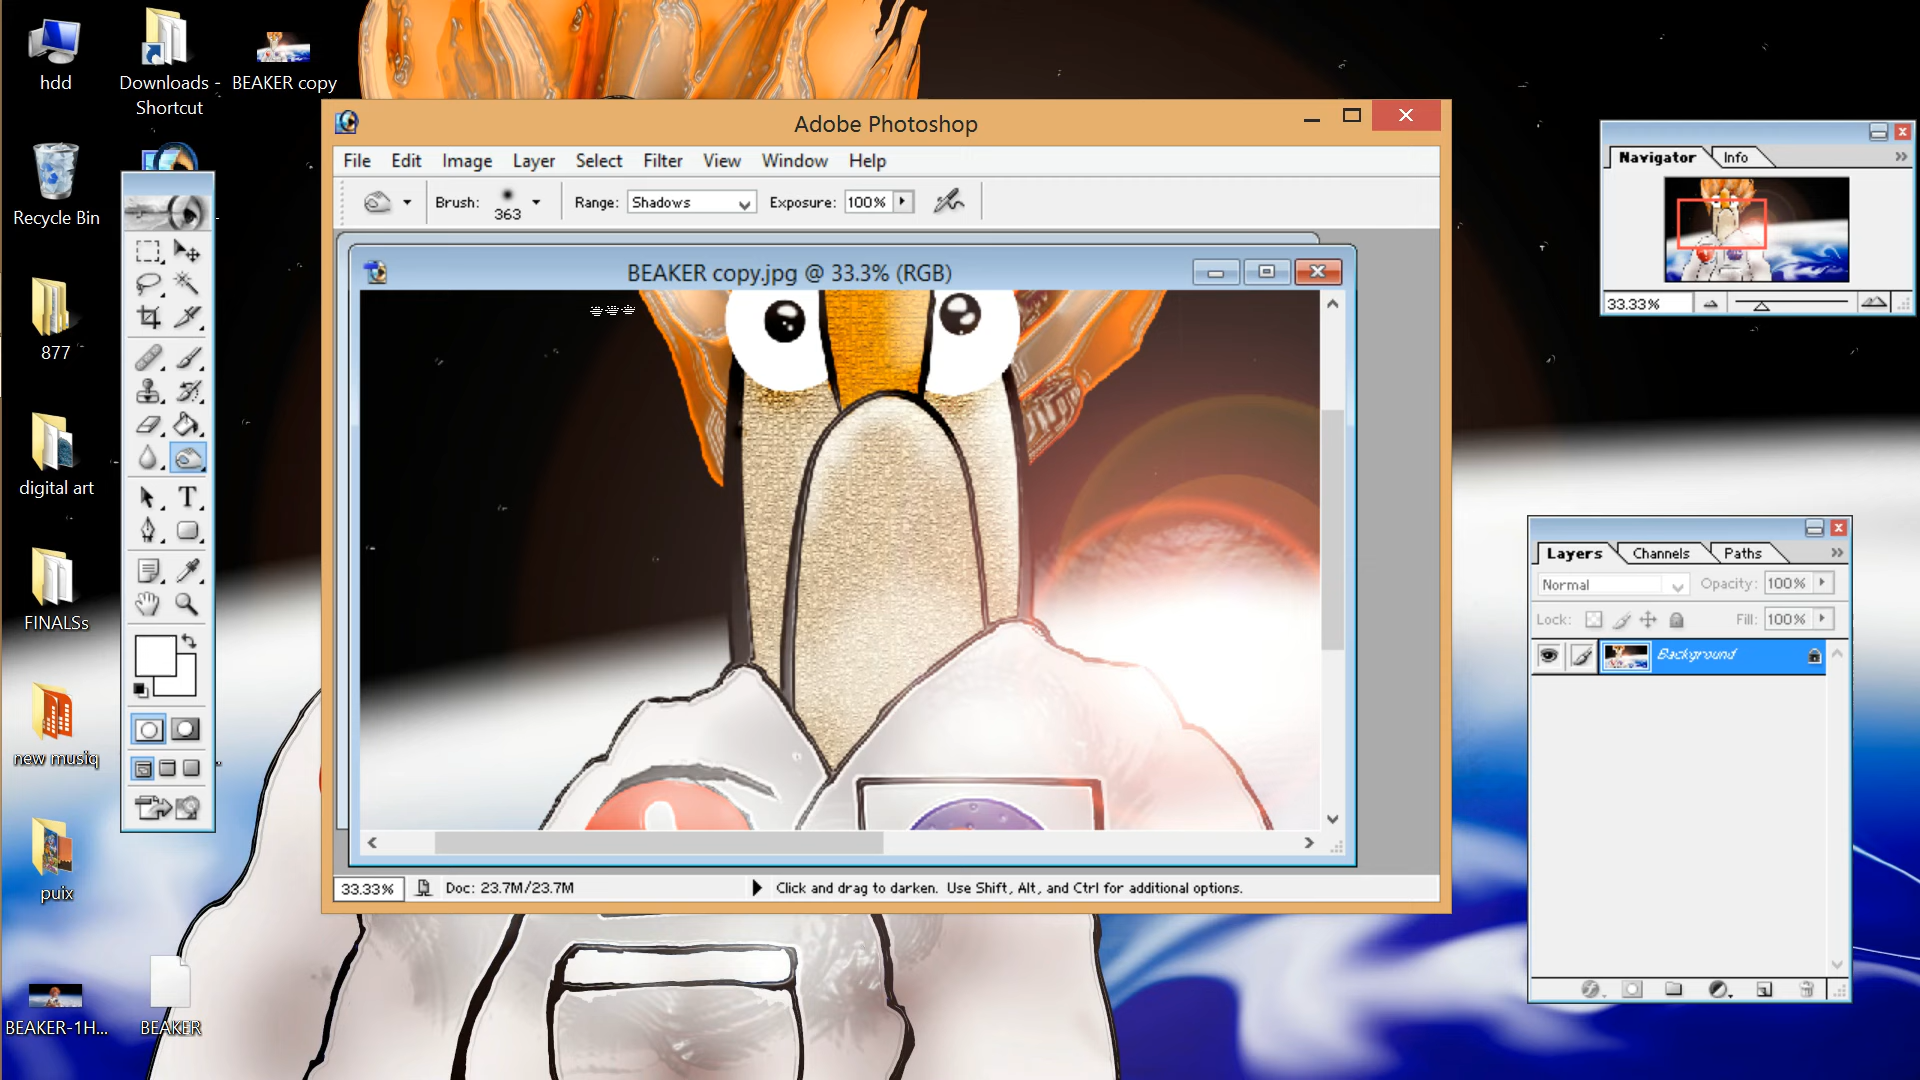 hdd
Downloads -
Shortcut
BEAKER copy
Recycle Bin
877
digital art
FINALSs
new musiq
puix
BEAKER-1H...
BEAKER
Adobe Photoshop
File Edit Image Layer Select Filter View Window Help
Brush: 363 Range: Shadows Exposure: 100%
BEAKER copy.jpg @ 33.3% (RGB)
33.33% Doc: 23.7M/23.7M Click and drag to darken. Use Shift, Alt, and Ctrl for additional options.
T
Navigator Info
33.33%
Layers Channels Paths
Normal Opacity: 100%
Lock: Fill: 100%
Background